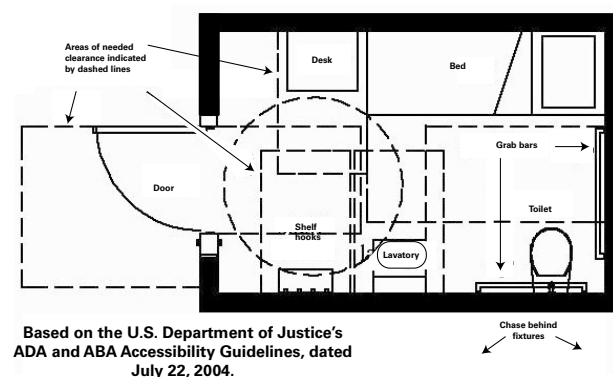 Areas of needed
clearance indicated
by dashed lines
Desk
Bed
Grab bars
Door
Toilet
Shelf
hooks
Lavatory
Based on the U.S. Department of Justice’s
ADA and ABA Accessibility Guidelines, dated
July 22, 2004.
Chase behind
fixtures